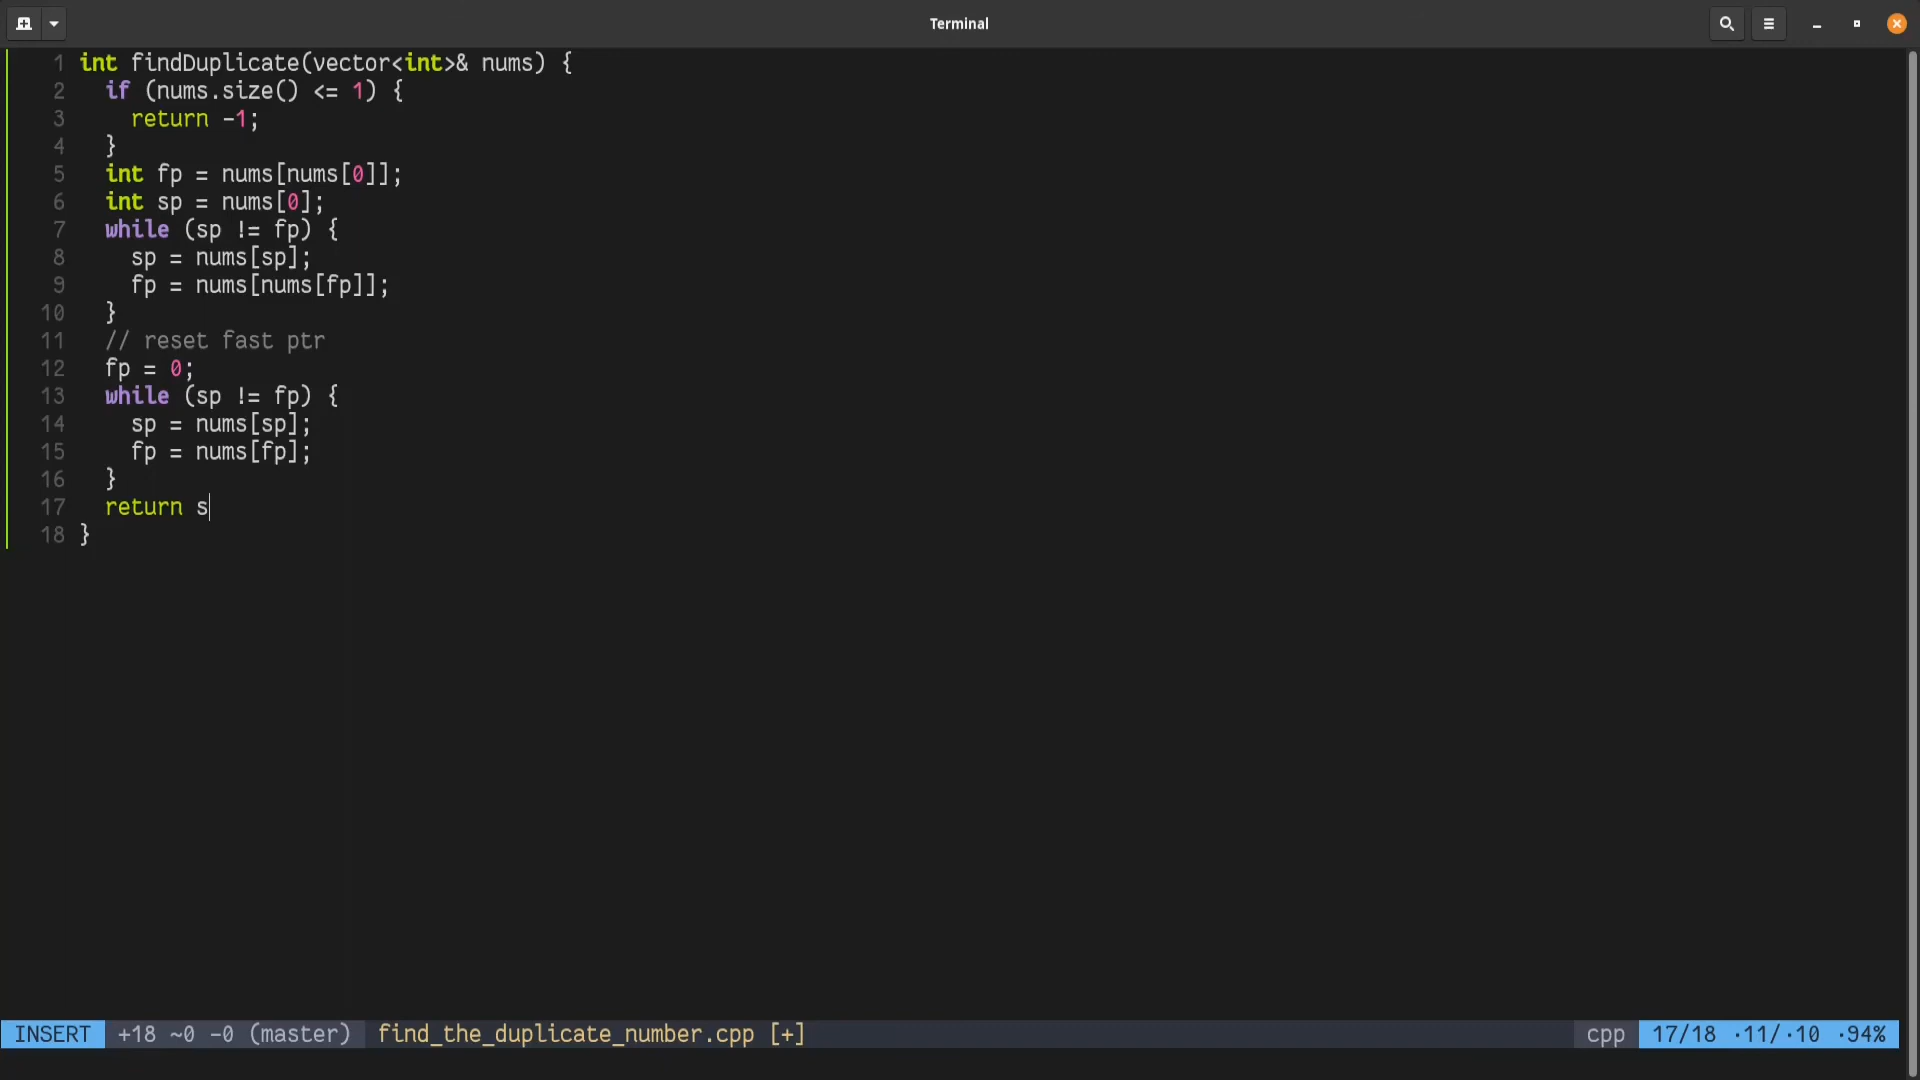 Terminal
1 int findDuplicate(vector<int>& nums) {
2   if (nums.size() <= 1) {
3     return -1;
4   }
5   int fp = nums[nums[0]];
6   int sp = nums[0];
7   while (sp != fp) {
8     sp = nums[sp];
9     fp = nums[nums[fp]];
10   }
11   // reset fast ptr
12   fp = 0;
13   while (sp != fp) {
14     sp = nums[sp];
15     fp = nums[fp];
16   }
17   return s
18 }
INSERT +18 ~0 -0 (master) find_the_duplicate_number.cpp [+] cpp 17/18 ·11/·10 ·94%